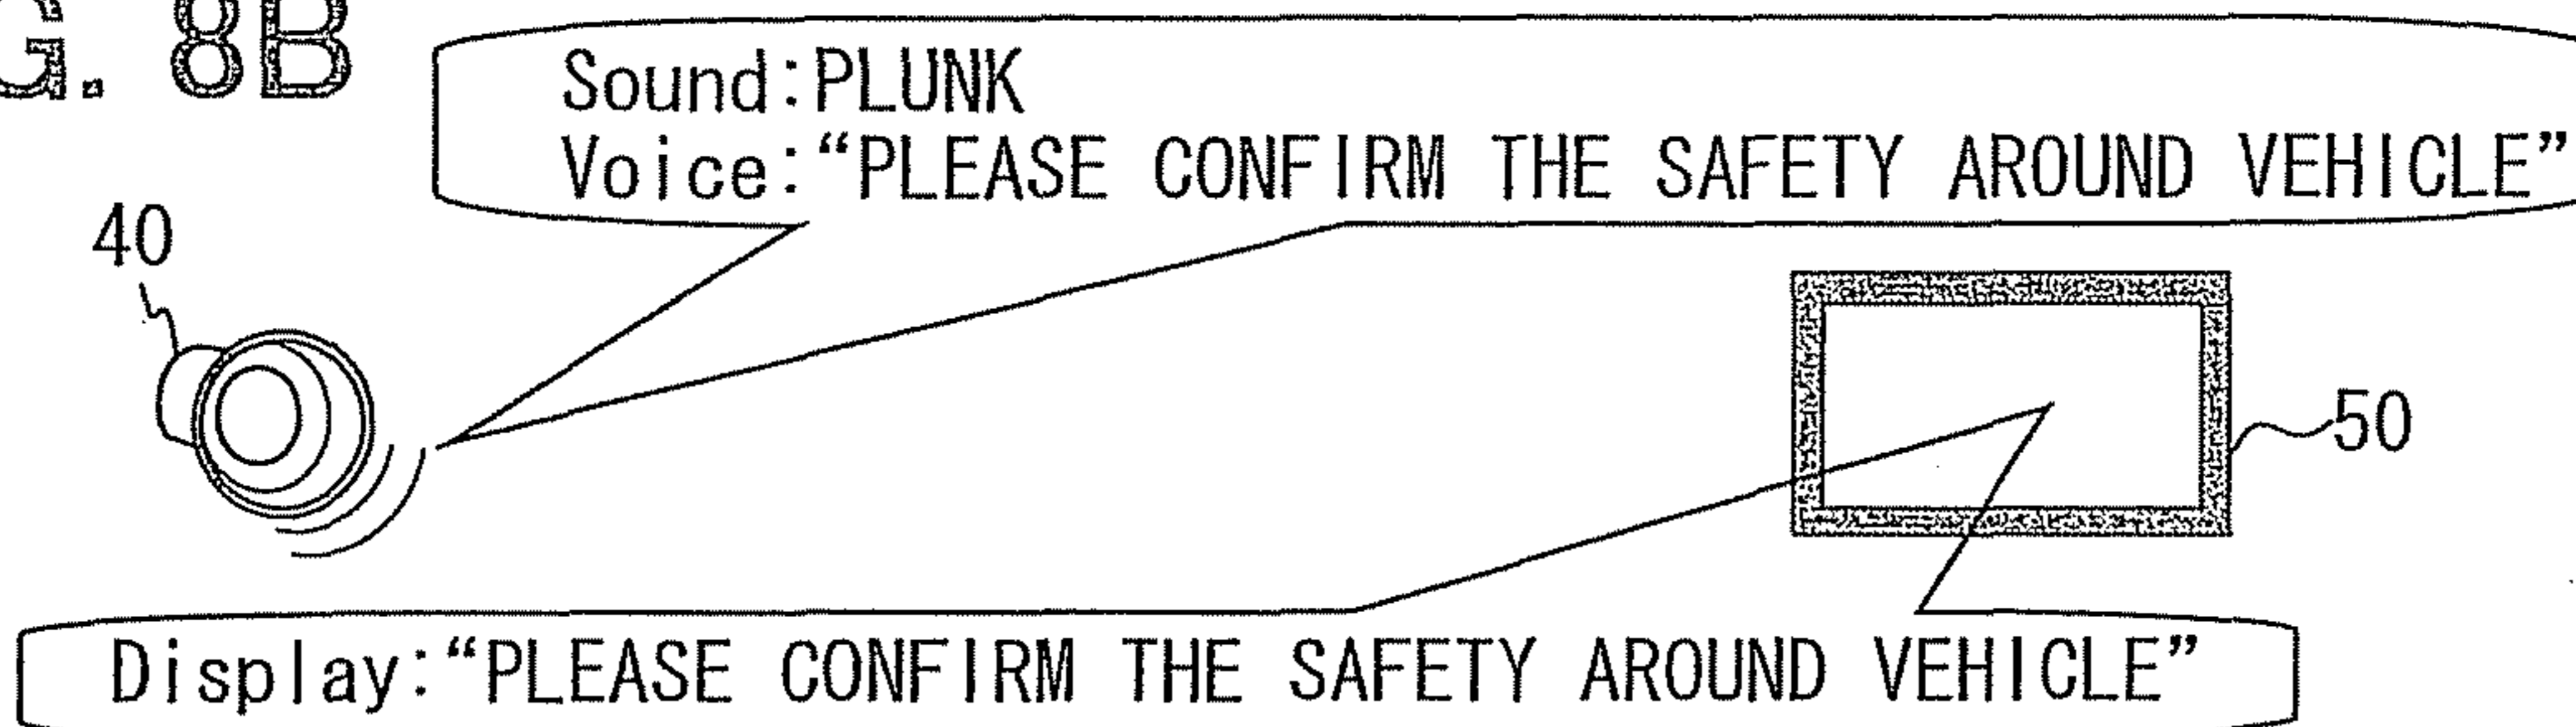 G. 8B
Sound:PLUNK
Voice:“PLEASE CONFIRM THE SAFETY AROUND VEHICLE”
40
50
Display:“PLEASE CONFIRM THE SAFETY AROUND VEHICLE”